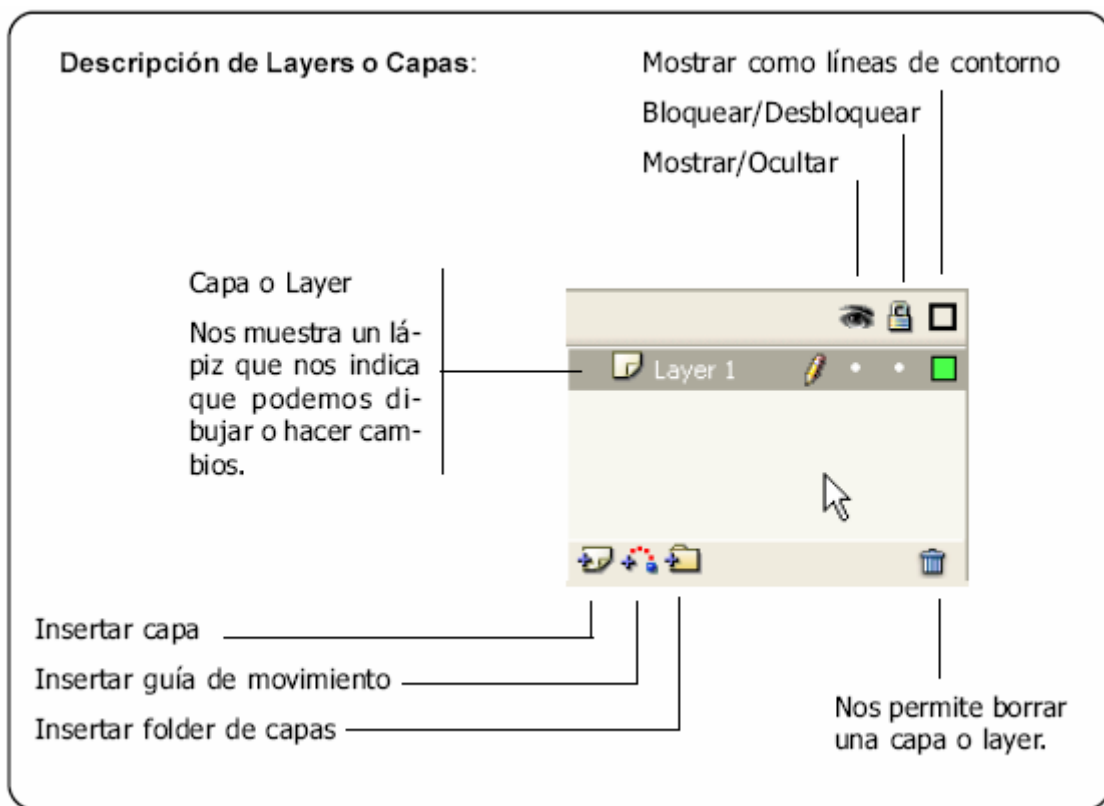 Descripción de Layers o Capas:
Mostrar como líneas de contorno
Bloquear/Desbloquear
Mostrar/Ocultar
Capa o Layer
Nos muestra un lá-
piz que nos indica
que podemos di-
bujar o hacer cam-
bios.
Layer 1
Insertar capa
Insertar guía de movimiento
Insertar folder de capas
Nos permite borrar
una capa o layer.